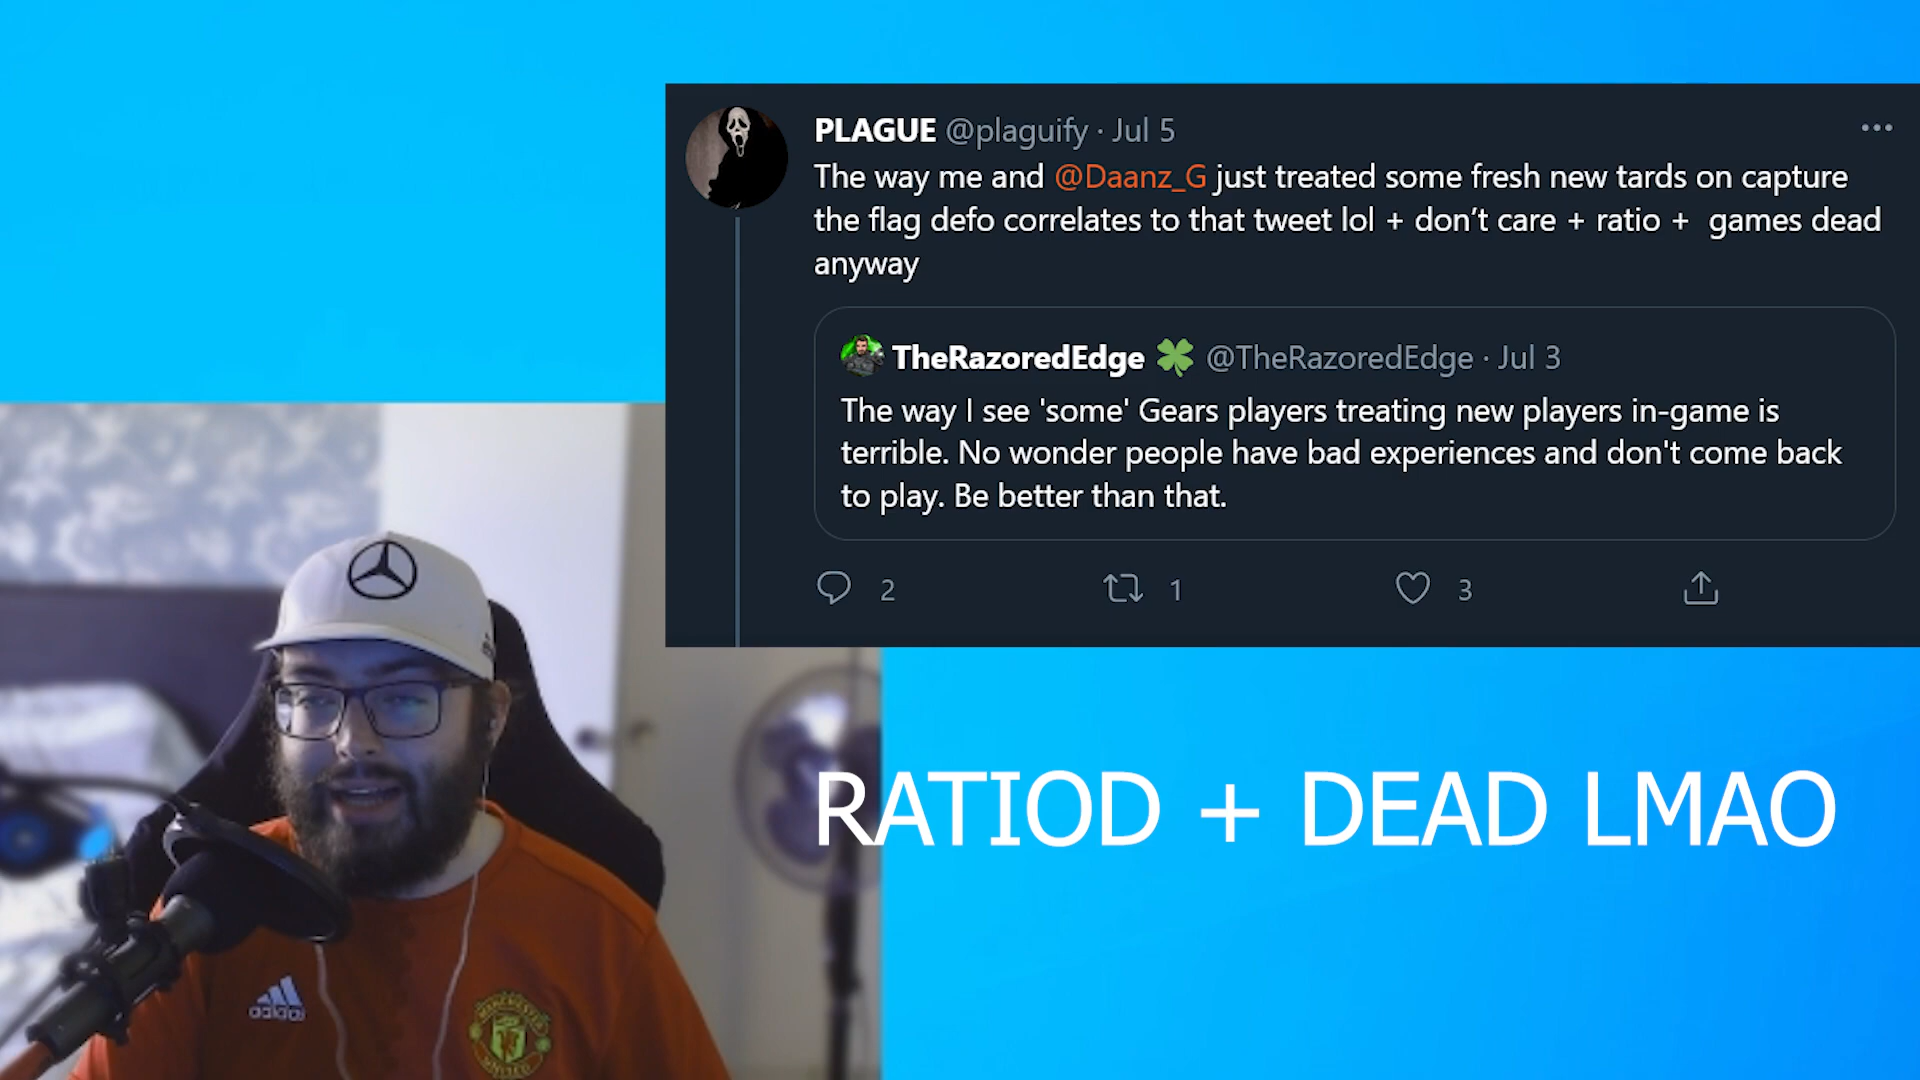 PLAGUE @plaguify · Jul 5
The way me and @Daanz_G just treated some fresh new tards on capture
the flag defo correlates to that tweet lol + don’t care + ratio +  games dead
anyway
TheRazoredEdge 🍀 @TheRazoredEdge · Jul 3
The way I see 'some' Gears players treating new players in-game is
terrible. No wonder people have bad experiences and don't come back
to play. Be better than that.
2 1 3
RATIOD + DEAD LMAO
adidas
MANCHESTER
UNITED